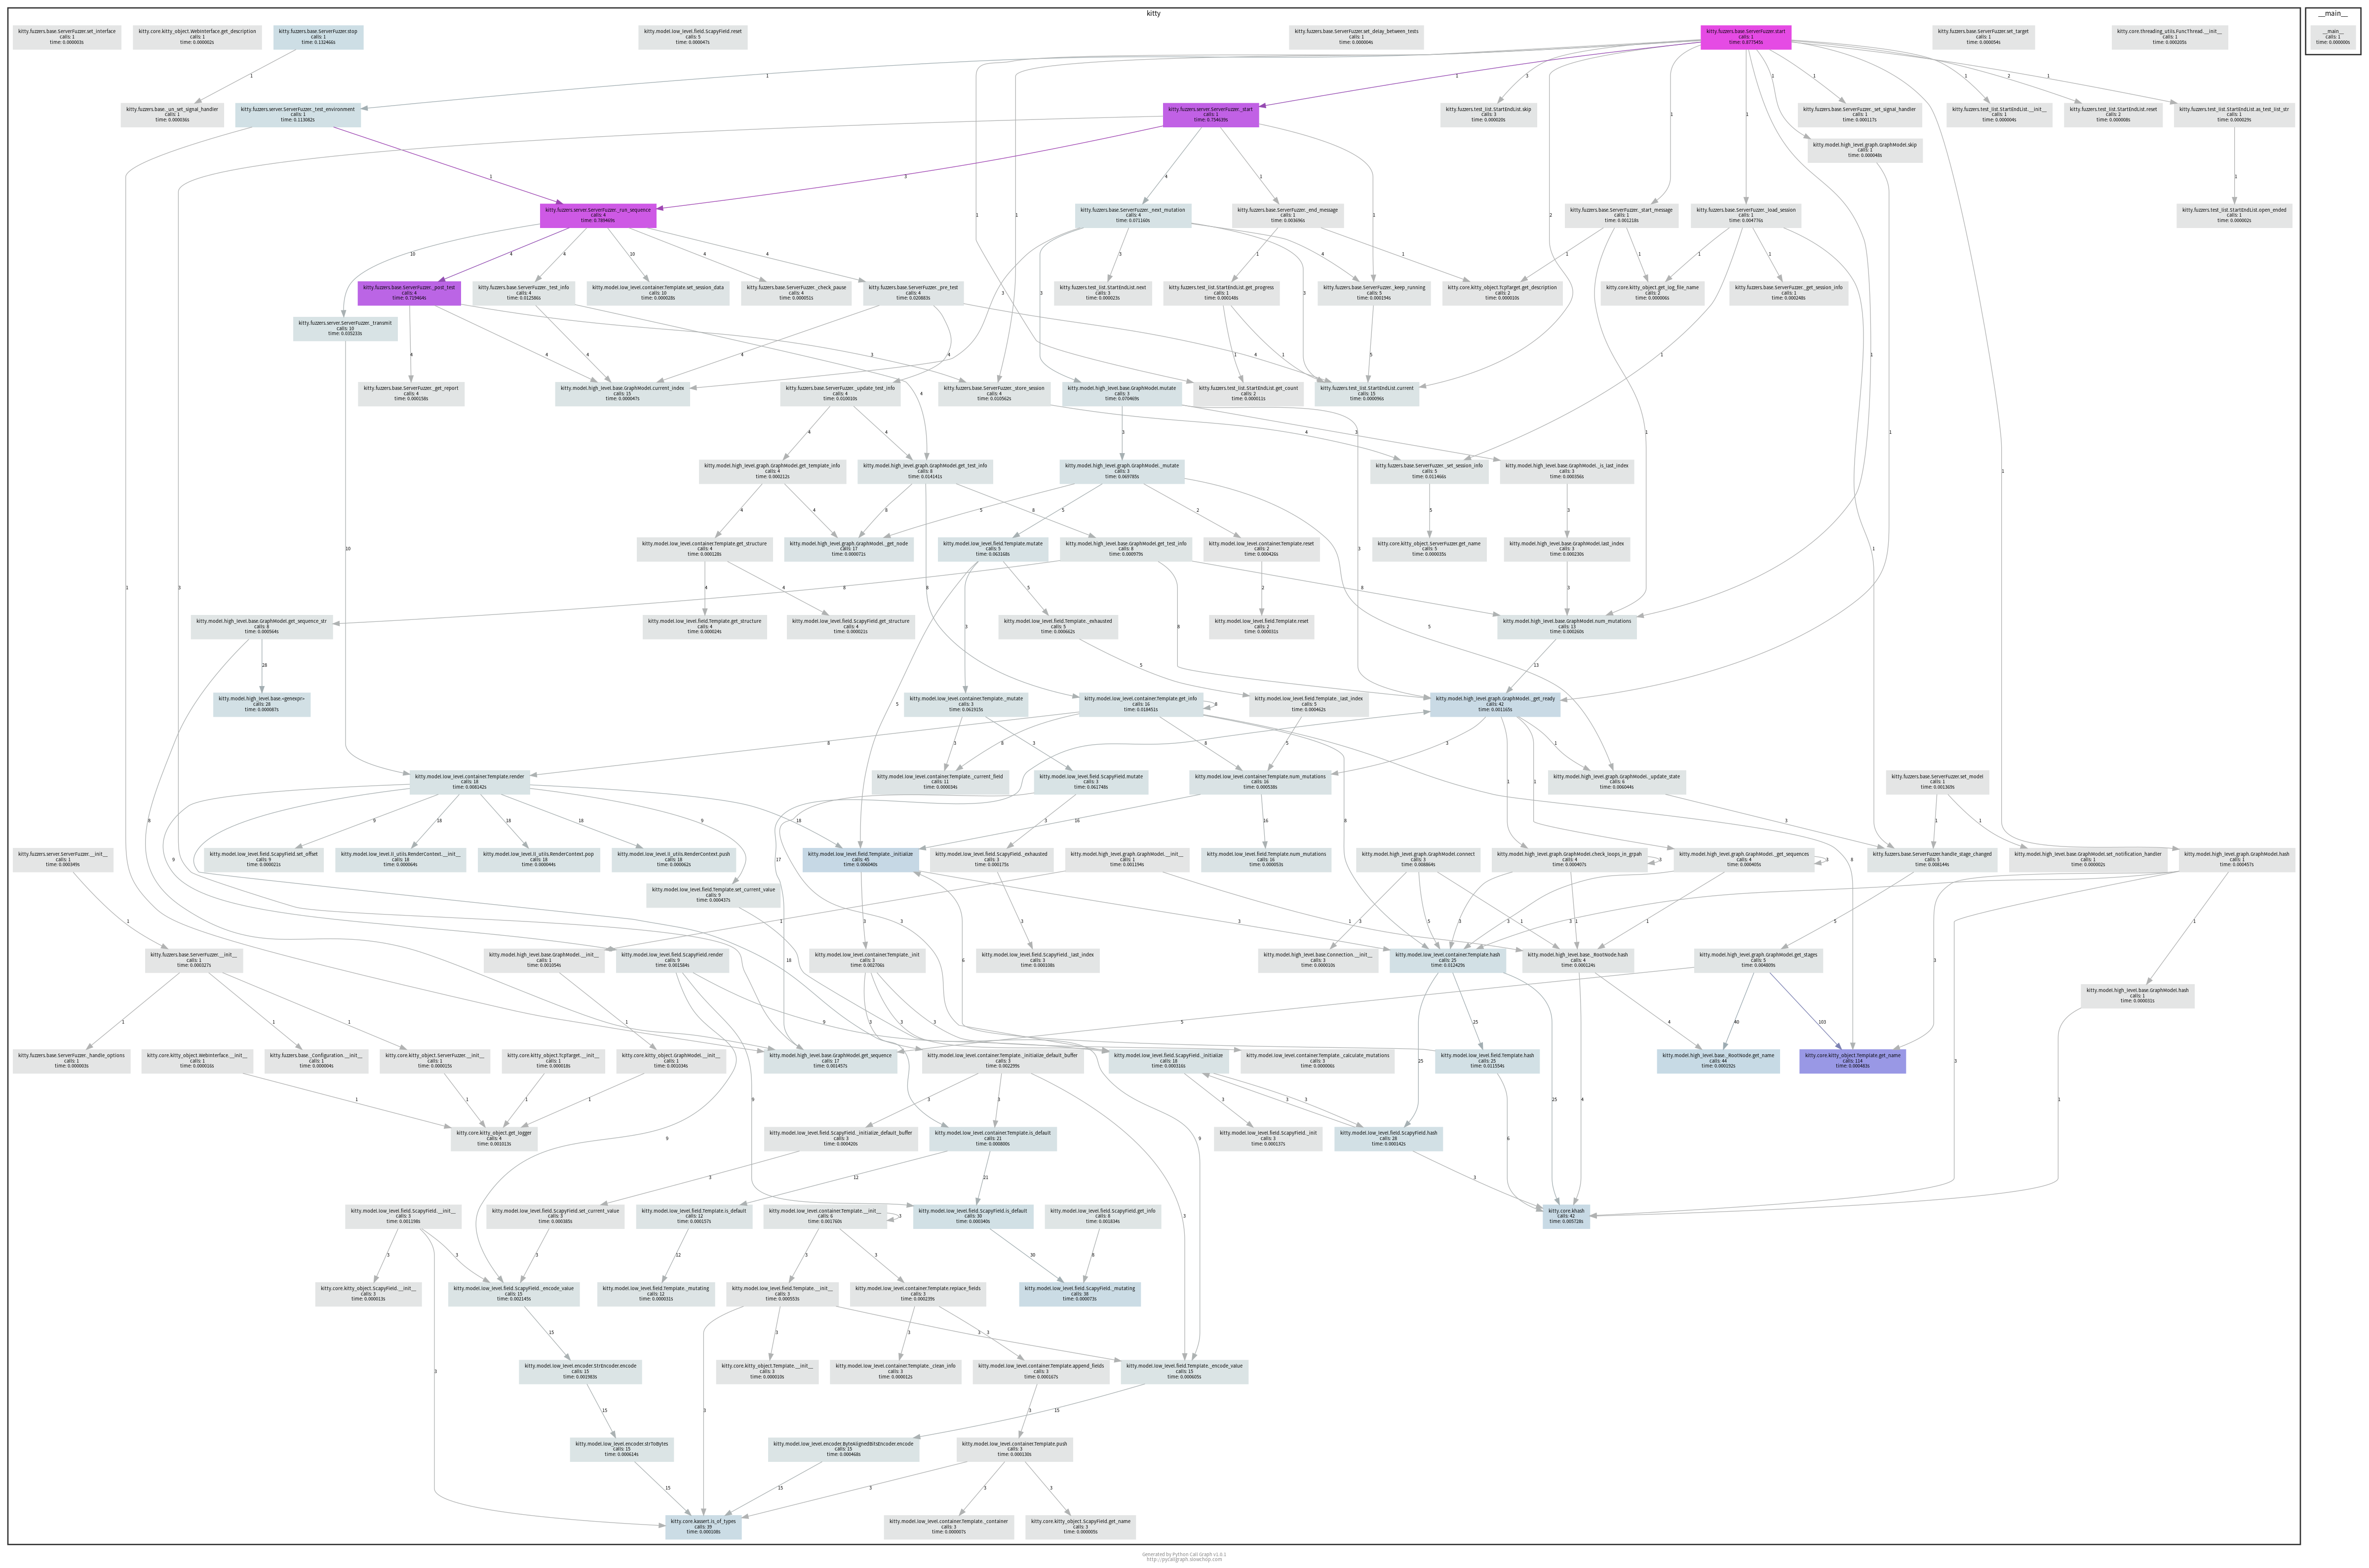 kitty
__main__
kitty.fuzzers.base.ServerFuzzer.set_interface
calls: 1
time: 0.000003s
kitty.core.kitty_object.WebInterface.get_description
calls: 1
time: 0.000002s
kitty.fuzzers.base.ServerFuzzer.stop
calls: 1
time: 0.132466s
kitty.model.low_level.field.ScapyField.reset
calls: 5
time: 0.000047s
kitty.fuzzers.base.ServerFuzzer.set_delay_between_tests
calls: 1
time: 0.000004s
kitty.fuzzers.base.ServerFuzzer.start
calls: 1
time: 0.877345s
kitty.fuzzers.base.ServerFuzzer.set_target
calls: 1
time: 0.000054s
kitty.core.threading_utils.FuncThread.__init__
calls: 1
time: 0.000205s
__main__
calls: 1
time: 0.000000s
kitty.fuzzers.base._un_set_signal_handler
calls: 1
time: 0.000036s
kitty.fuzzers.server.ServerFuzzer._test_environment
calls: 1
time: 0.113082s
kitty.fuzzers.server.ServerFuzzer._start
calls: 1
time: 0.754639s
kitty.fuzzers.test_list.StartEndList.skip
calls: 3
time: 0.000020s
kitty.fuzzers.base.ServerFuzzer._set_signal_handler
calls: 1
time: 0.000117s
kitty.fuzzers.test_list.StartEndList.__init__
calls: 1
time: 0.000004s
kitty.fuzzers.test_list.StartEndList.reset
calls: 2
time: 0.000008s
kitty.fuzzers.test_list.StartEndList.as_test_list_str
calls: 1
time: 0.000029s
kitty.model.high_level.graph.GraphModel.skip
calls: 1
time: 0.000048s
kitty.fuzzers.server.ServerFuzzer._run_sequence
calls: 4
time: 0.789469s
kitty.fuzzers.base.ServerFuzzer._next_mutation
calls: 4
time: 0.071160s
kitty.fuzzers.base.ServerFuzzer._end_message
calls: 1
time: 0.003696s
kitty.fuzzers.base.ServerFuzzer._start_message
calls: 1
time: 0.001218s
kitty.fuzzers.base.ServerFuzzer._load_session
calls: 1
time: 0.004776s
kitty.fuzzers.test_list.StartEndList.open_ended
calls: 1
time: 0.000002s
kitty.fuzzers.base.ServerFuzzer._post_test
calls: 4
time: 0.719464s
kitty.fuzzers.base.ServerFuzzer._test_info
calls: 4
time: 0.012586s
kitty.model.low_level.container.Template.set_session_data
calls: 10
time: 0.000028s
kitty.fuzzers.base.ServerFuzzer._check_pause
calls: 4
time: 0.000051s
kitty.fuzzers.base.ServerFuzzer._pre_test
calls: 4
time: 0.020883s
kitty.fuzzers.test_list.StartEndList.next
calls: 3
time: 0.000023s
kitty.fuzzers.test_list.StartEndList.get_progress
calls: 1
time: 0.000148s
kitty.fuzzers.base.ServerFuzzer._keep_running
calls: 5
time: 0.000194s
kitty.core.kitty_object.TcpTarget.get_description
calls: 2
time: 0.000010s
kitty.core.kitty_object.get_log_file_name
calls: 2
time: 0.000006s
kitty.fuzzers.base.ServerFuzzer._get_session_info
calls: 1
time: 0.000248s
kitty.fuzzers.server.ServerFuzzer._transmit
calls: 10
time: 0.035233s
kitty.fuzzers.base.ServerFuzzer._get_report
calls: 4
time: 0.000158s
kitty.model.high_level.base.GraphModel.current_index
calls: 15
time: 0.000047s
kitty.fuzzers.base.ServerFuzzer._update_test_info
calls: 4
time: 0.010010s
kitty.fuzzers.base.ServerFuzzer._store_session
calls: 4
time: 0.010562s
kitty.model.high_level.base.GraphModel.mutate
calls: 3
time: 0.070469s
kitty.fuzzers.test_list.StartEndList.get_count
calls: 2
time: 0.000011s
kitty.fuzzers.test_list.StartEndList.current
calls: 15
time: 0.000096s
kitty.model.high_level.graph.GraphModel.get_template_info
calls: 4
time: 0.000212s
kitty.model.high_level.graph.GraphModel.get_test_info
calls: 8
time: 0.014141s
kitty.model.high_level.graph.GraphModel._mutate
calls: 3
time: 0.069785s
kitty.fuzzers.base.ServerFuzzer._set_session_info
calls: 5
time: 0.011466s
kitty.model.high_level.base.GraphModel._is_last_index
calls: 3
time: 0.000356s
kitty.model.low_level.container.Template.get_structure
calls: 4
time: 0.000128s
kitty.model.high_level.graph.GraphModel._get_node
calls: 17
time: 0.000071s
kitty.model.low_level.field.Template.mutate
calls: 5
time: 0.063168s
kitty.model.high_level.base.GraphModel.get_test_info
calls: 8
time: 0.000979s
kitty.model.low_level.container.Template.reset
calls: 2
time: 0.000426s
kitty.core.kitty_object.ServerFuzzer.get_name
calls: 5
time: 0.000035s
kitty.model.high_level.base.GraphModel.last_index
calls: 3
time: 0.000230s
kitty.model.high_level.base.GraphModel.get_sequence_str
calls: 8
time: 0.000564s
kitty.model.low_level.field.Template.get_structure
calls: 4
time: 0.000024s
kitty.model.low_level.field.ScapyField.get_structure
calls: 4
time: 0.000021s
kitty.model.low_level.field.Template._exhausted
calls: 5
time: 0.000662s
kitty.model.low_level.field.Template.reset
calls: 2
time: 0.000031s
kitty.model.high_level.base.GraphModel.num_mutations
calls: 13
time: 0.000260s
kitty.model.high_level.base.<genexpr>
calls: 28
time: 0.000087s
kitty.model.low_level.container.Template._mutate
calls: 3
time: 0.061915s
kitty.model.low_level.container.Template.get_info
calls: 16
time: 0.010451s
kitty.model.low_level.field.Template._last_index
calls: 5
time: 0.000462s
kitty.model.high_level.graph.GraphModel._get_ready
calls: 42
time: 0.001165s
kitty.model.low_level.container.Template.render
calls: 18
time: 0.008142s
kitty.model.low_level.container.Template._current_field
calls: 11
time: 0.000034s
kitty.model.low_level.field.ScapyField.mutate
calls: 3
time: 0.061748s
kitty.model.low_level.container.Template.num_mutations
calls: 16
time: 0.000538s
kitty.model.high_level.graph.GraphModel._update_state
calls: 6
time: 0.006044s
kitty.fuzzers.base.ServerFuzzer.set_model
calls: 1
time: 0.001369s
kitty.fuzzers.server.ServerFuzzer.__init__
calls: 1
time: 0.000349s
kitty.model.low_level.field.ScapyField.set_offset
calls: 9
time: 0.000021s
kitty.model.low_level.ll_utils.RenderContext.__init__
calls: 18
time: 0.000064s
kitty.model.low_level.ll_utils.RenderContext.pop
calls: 18
time: 0.000044s
kitty.model.low_level.ll_utils.RenderContext.push
calls: 18
time: 0.000062s
kitty.model.low_level.field.Template._initialize
calls: 45
time: 0.006040s
kitty.model.low_level.field.ScapyField._exhausted
calls: 3
time: 0.000175s
kitty.model.high_level.graph.GraphModel.__init__
calls: 1
time: 0.001194s
kitty.model.low_level.field.Template.num_mutations
calls: 16
time: 0.000053s
kitty.model.high_level.graph.GraphModel.connect
calls: 3
time: 0.008864s
kitty.model.high_level.graph.GraphModel.check_loops_in_grpah
calls: 4
time: 0.000407s
kitty.model.high_level.graph.GraphModel._get_sequences
calls: 4
time: 0.000465s
kitty.fuzzers.base.ServerFuzzer.handle_stage_changed
calls: 5
time: 0.008144s
kitty.model.high_level.base.GraphModel.set_notification_handler
calls: 1
time: 0.000002s
kitty.model.high_level.graph.GraphModel.hash
calls: 1
time: 0.000457s
kitty.model.low_level.field.Template.set_current_value
calls: 9
time: 0.000437s
kitty.fuzzers.base.ServerFuzzer.__init__
calls: 1
time: 0.000327s
kitty.model.high_level.base.GraphModel.__init__
calls: 1
time: 0.001054s
kitty.model.low_level.field.ScapyField.render
calls: 9
time: 0.001584s
kitty.model.low_level.container.Template._init
calls: 3
time: 0.002706s
kitty.model.low_level.field.ScapyField._last_index
calls: 3
time: 0.000108s
kitty.model.high_level.base.Connection.__init__
calls: 3
time: 0.000010s
kitty.model.low_level.container.Template.hash
calls: 25
time: 0.012429s
kitty.model.high_level.base._RootNode.hash
calls: 4
time: 0.000124s
kitty.model.high_level.graph.GraphModel.get_stages
calls: 5
time: 0.004809s
kitty.model.high_level.base.GraphModel.hash
calls: 1
time: 0.000031s
kitty.fuzzers.base.ServerFuzzer._handle_options
calls: 1
time: 0.000003s
kitty.core.kitty_object.WebInterface.__init__
calls: 1
time: 0.000016s
kitty.fuzzers.base._Configuration.__init__
calls: 1
time: 0.000004s
kitty.core.kitty_object.ServerFuzzer.__init__
calls: 1
time: 0.000015s
kitty.core.kitty_object.TcpTarget.__init__
calls: 1
time: 0.000018s
kitty.core.kitty_object.GraphModel.__init__
calls: 1
time: 0.001034s
kitty.model.high_level.base.GraphModel.get_sequence
calls: 17
time: 0.001457s
kitty.model.low_level.container.Template._initialize_default_buffer
calls: 3
time: 0.002299s
kitty.model.low_level.field.ScapyField._initialize
calls: 18
time: 0.000316s
kitty.model.low_level.container.Template._calculate_mutations
calls: 3
time: 0.000006s
kitty.model.low_level.field.Template.hash
calls: 25
time: 0.011554s
kitty.model.high_level.base._RootNode.get_name
calls: 44
time: 0.000192s
kitty.core.kitty_object.Template.get_name
calls: 114
time: 0.000483s
kitty.core.kitty_object.get_logger
calls: 4
time: 0.001013s
kitty.model.low_level.field.ScapyField._initialize_default_buffer
calls: 3
time: 0.000420s
kitty.model.low_level.container.Template.is_default
calls: 21
time: 0.000800s
kitty.model.low_level.field.ScapyField._init
calls: 3
time: 0.000137s
kitty.model.low_level.field.ScapyField.hash
calls: 28
time: 0.000142s
kitty.model.low_level.field.ScapyField.__init__
calls: 3
time: 0.001198s
kitty.model.low_level.field.ScapyField.set_current_value
calls: 3
time: 0.000385s
kitty.model.low_level.field.Template.is_default
calls: 12
time: 0.000157s
kitty.model.low_level.container.Template.__init__
calls: 6
time: 0.001760s
kitty.model.low_level.field.ScapyField.is_default
calls: 30
time: 0.000340s
kitty.model.low_level.field.ScapyField.get_info
calls: 8
time: 0.001834s
kitty.core.khash
calls: 42
time: 0.005728s
kitty.core.kitty_object.ScapyField.__init__
calls: 3
time: 0.000013s
kitty.model.low_level.field.ScapyField._encode_value
calls: 15
time: 0.002145s
kitty.model.low_level.field.Template._mutating
calls: 12
time: 0.000031s
kitty.model.low_level.field.Template.__init__
calls: 3
time: 0.000553s
kitty.model.low_level.container.Template.replace_fields
calls: 3
time: 0.000239s
kitty.model.low_level.field.ScapyField._mutating
calls: 38
time: 0.000073s
kitty.model.low_level.encoder.StrEncoder.encode
calls: 15
time: 0.001983s
kitty.core.kitty_object.Template.__init__
calls: 3
time: 0.000010s
kitty.model.low_level.container.Template._clean_info
calls: 3
time: 0.000012s
kitty.model.low_level.container.Template.append_fields
calls: 3
time: 0.000167s
kitty.model.low_level.field.Template._encode_value
calls: 15
time: 0.000605s
kitty.model.low_level.encoder.strToBytes
calls: 15
time: 0.000614s
kitty.model.low_level.encoder.ByteAlignedBitsEncoder.encode
calls: 15
time: 0.000468s
kitty.model.low_level.container.Template.push
calls: 3
time: 0.000130s
kitty.core.kassert.is_of_types
calls: 39
time: 0.000108s
kitty.model.low_level.container.Template._container
calls: 3
time: 0.000007s
kitty.core.kitty_object.ScapyField.get_name
calls: 3
time: 0.000005s
Generated by Python Call Graph v1.0.1
http://pycallgraph.slowchop.com